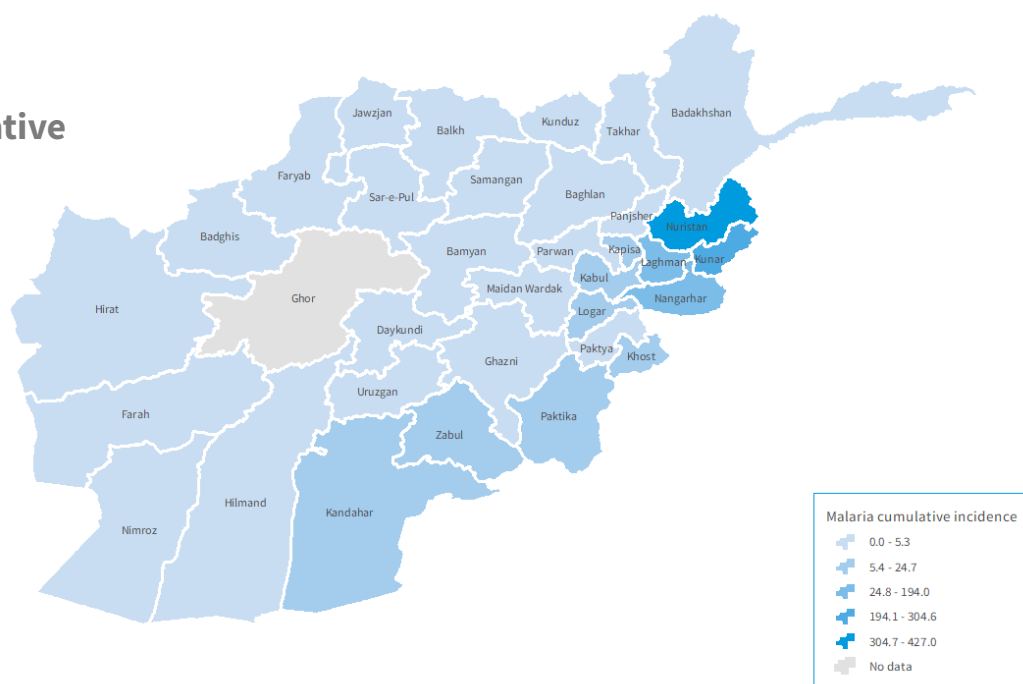 ative
Jawzjan
Balkh
Kunduz
Takhar
Badakhshan
Faryab
Sar-e-Pul
Samangan
Baghlan
Panjsher
Nuristan
Badghis
Bamyan
Parwan
Kapisa
Laghman
Kunar
Hirat
Ghor
Maidan Wardak
Kabul
Nangarhar
Logar
Daykundi
Ghazni
Paktya
Khost
Uruzgan
Farah
Zabul
Paktika
Hilmand
Kandahar
Nimroz
Malaria cumulative incidence
0.0 - 5.3
5.4 - 24.7
24.8 - 194.0
194.1 - 304.6
304.7 - 427.0
No data